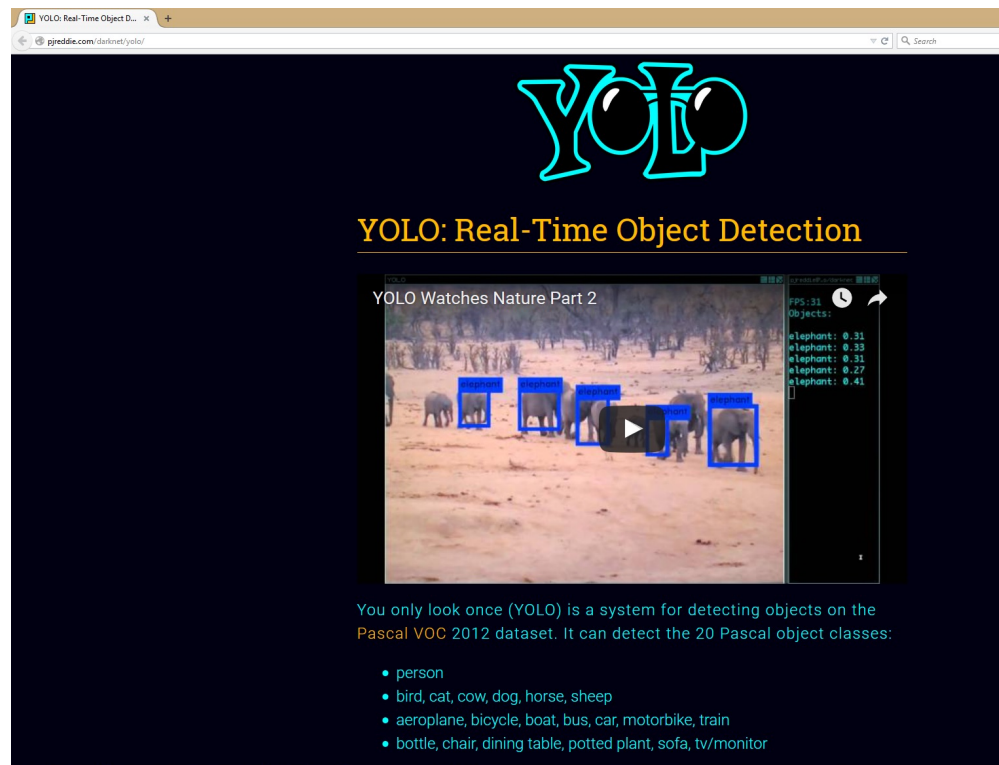 YOLO: Real-Time Object D...
pjreddie.com/darknet/yolo/
Search
YOLO
YOLO: Real-Time Object Detection
YOLO
YOLO Watches Nature Part 2
FPS:31
Objects:
elephant: 0.31
elephant: 0.33
elephant: 0.31
elephant: 0.27
elephant: 0.41
elephant
elephant
elephant
elephant
You only look once (YOLO) is a system for detecting objects on the
Pascal VOC 2012 dataset. It can detect the 20 Pascal object classes:
• person
• bird, cat, cow, dog, horse, sheep
• aeroplane, bicycle, boat, bus, car, motorbike, train
• bottle, chair, dining table, potted plant, sofa, tv/monitor